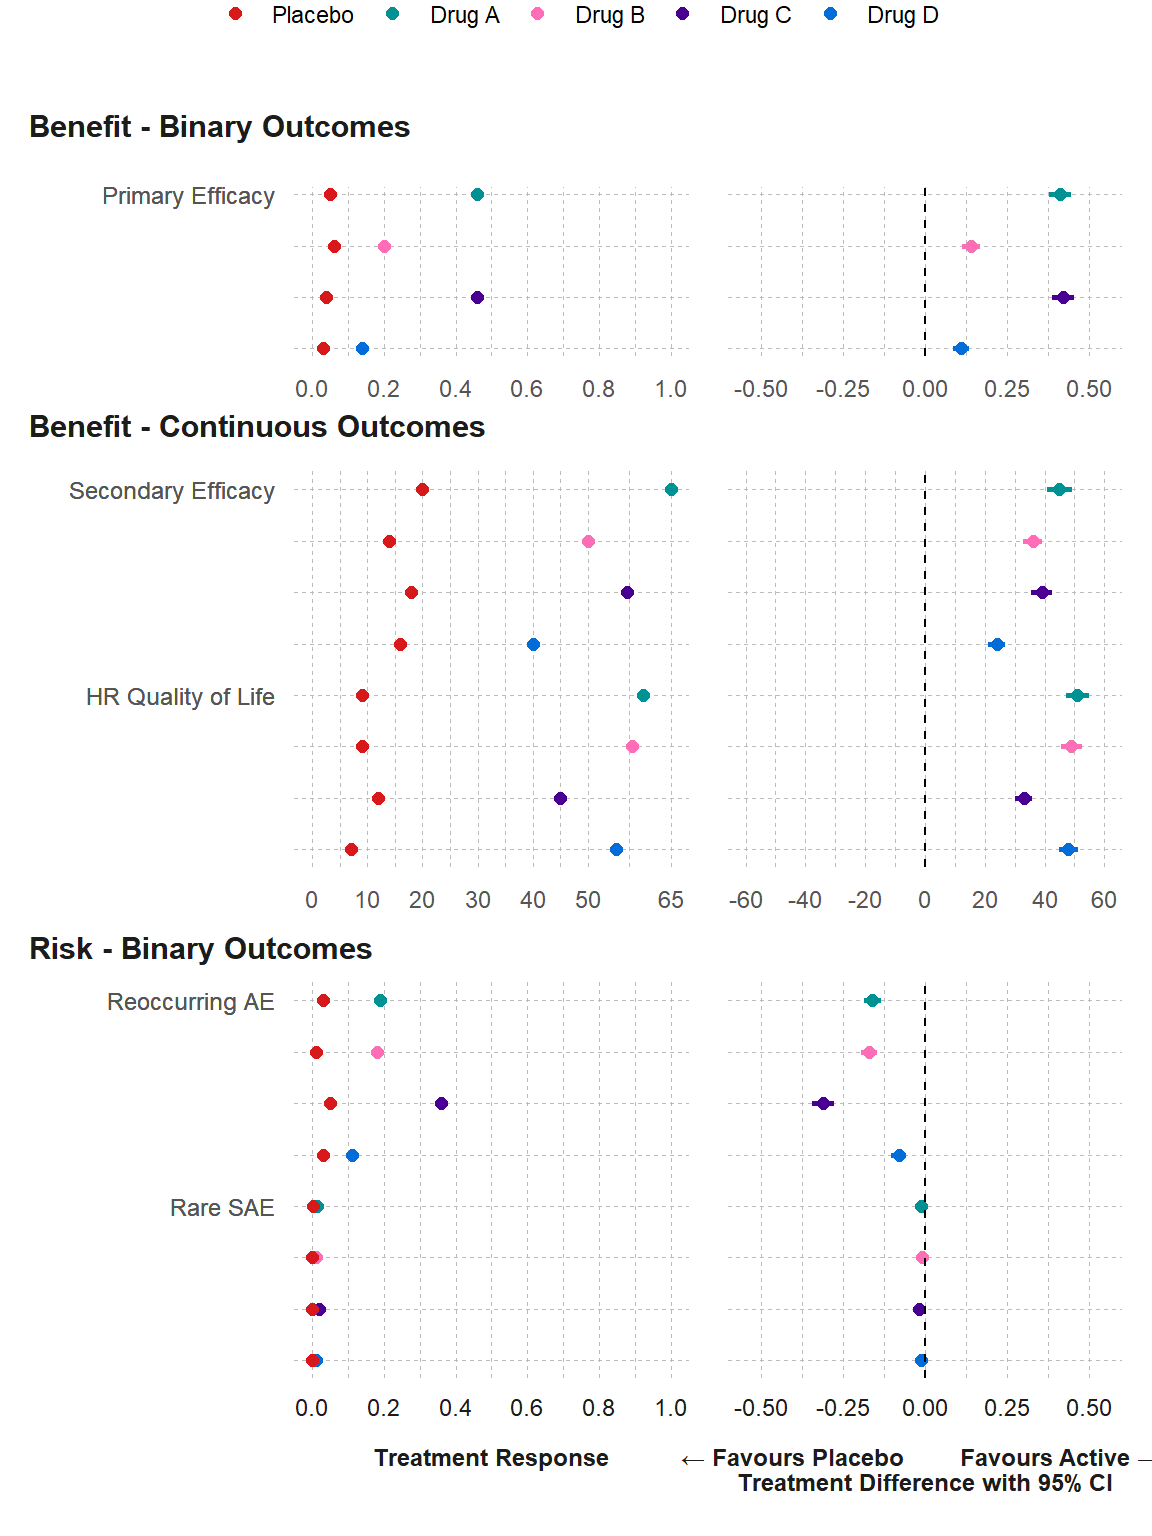 Placebo Drug A Drug B Drug C Drug D
Benefit - Binary Outcomes
Primary Efficacy
0.0 0.2 0.4 0.6 0.8 1.0 -0.50 -0.25 0.00 0.25 0.50
Benefit - Continuous Outcomes
Secondary Efficacy
HR Quality of Life
0 10 20 30 40 50 65 -60 -40 -20 0 20 40 60
Risk - Binary Outcomes
Reoccurring AE
Rare SAE
0.0 0.2 0.4 0.6 0.8 1.0 -0.50 -0.25 0.00 0.25 0.50
Treatment Response ← Favours Placebo Favours Active —
Treatment Difference with 95% CI